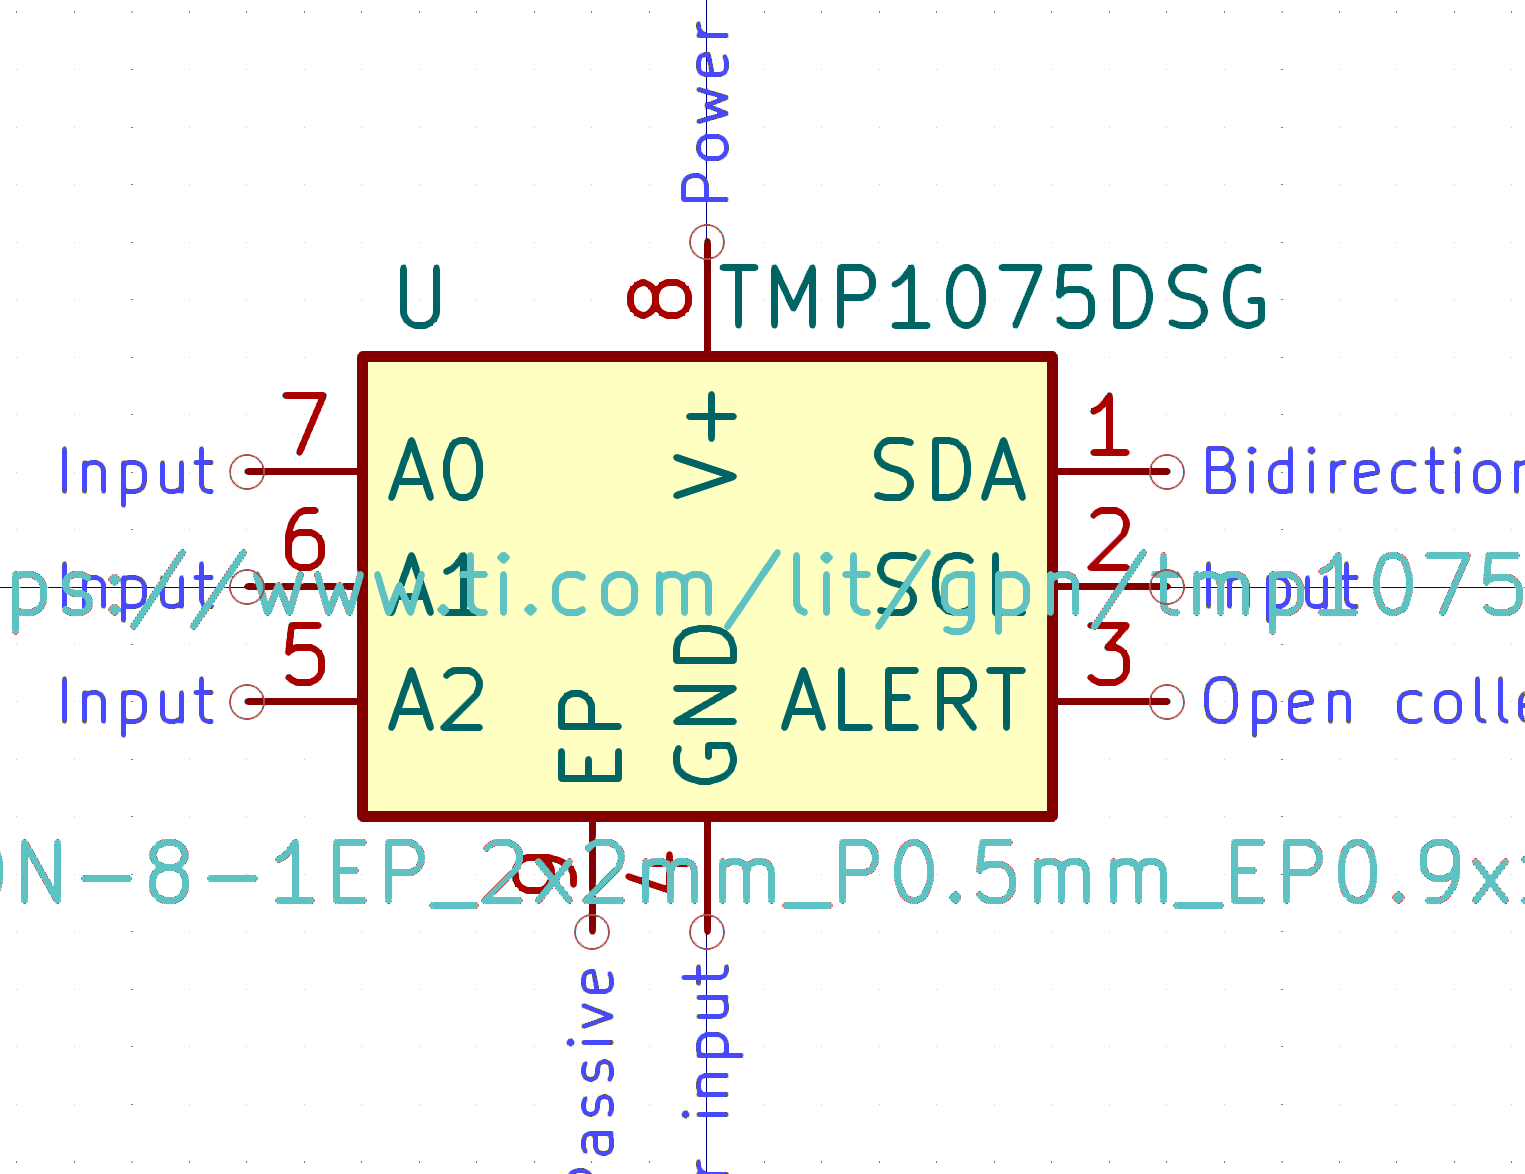 Power
U
8
TMP1075DSG
7
1
Input
A0
V+
SDA
Bidirection
6
2
Input
A1
SCL
Input
ps://www.ti.com/lit/gpn/tmp1075
5
3
Input
A2
EP
GND
ALERT
Open colle
9
4
ON-8-1EP_2x2mm_P0.5mm_EP0.9x1
Passive
r input